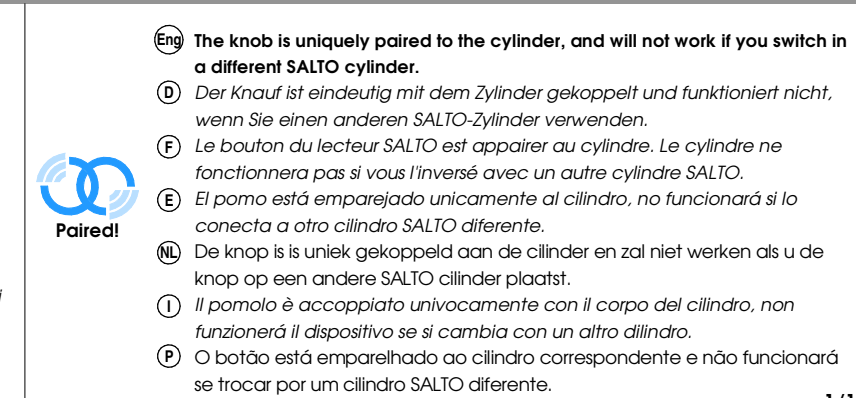 Eng The knob is uniquely paired to the cylinder, and will not work if you switch in
a different SALTO cylinder.
D Der Knauf ist eindeutig mit dem Zylinder gekoppelt und funktioniert nicht,
wenn Sie einen anderen SALTO-Zylinder verwenden.
F Le bouton du lecteur SALTO est appairer au cylindre. Le cylindre ne
fonctionnera pas si vous l'inversé avec un autre cylindre SALTO.
E El pomo está emparejado unicamente al cilindro, no funcionará si lo
conecta a otro cilindro SALTO diferente.
Paired!
NL De knop is is uniek gekoppeld aan de cilinder en zal niet werken als u de
knop op een andere SALTO cilinder plaatst.
I Il pomolo è accoppiato univocamente con il corpo del cilindro, non
funzionerá il dispositivo se si cambia con un altro dilindro.
P O botão está emparelhado ao cilindro correspondente e não funcionará
se trocar por um cilindro SALTO diferente.